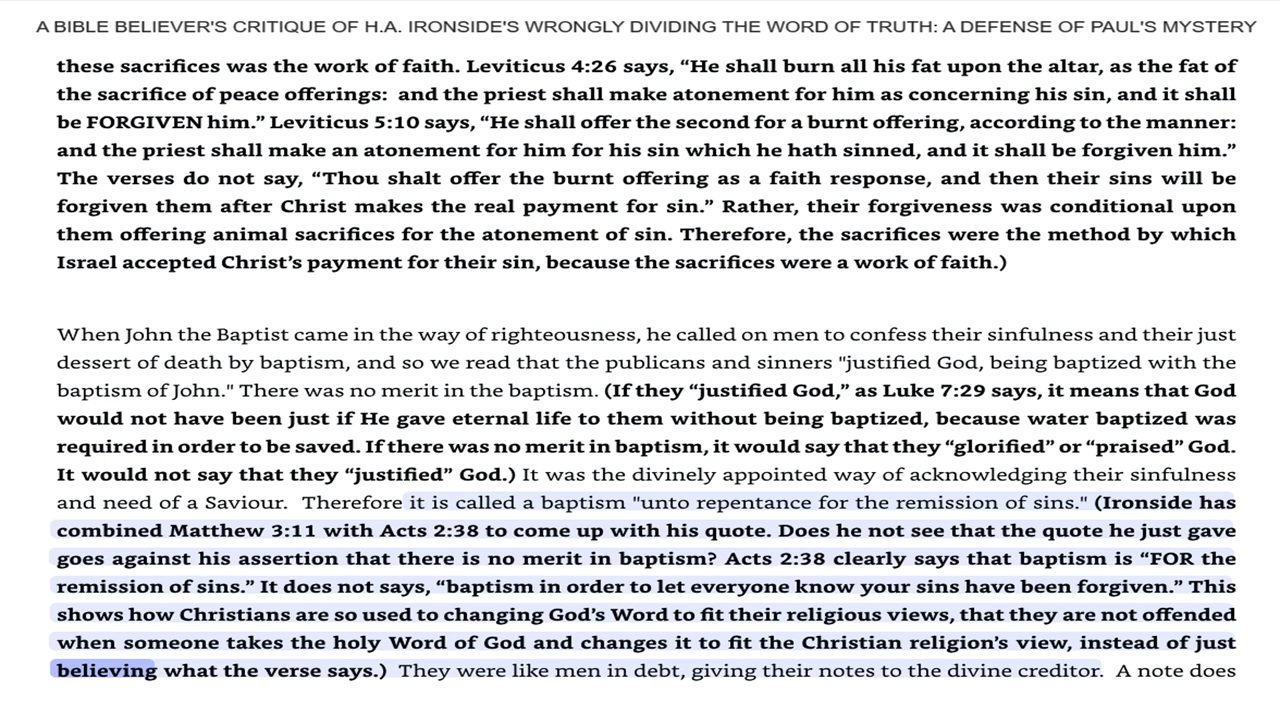 A BIBLE BELIEVER'S CRITIQUE OF H.A. IRONSIDE'S WRONGLY DIVIDING THE WORD OF TRUTH: A DEFENSE OF PAUL'S MYSTERY
these sacrifices was the work of faith. Leviticus 4:26 says, “He shall burn all his fat upon the altar, as the fat of
the sacrifice of peace offerings: and the priest shall make atonement for him as concerning his sin, and it shall
be FORGIVEN him.” Leviticus 5:10 says, “He shall offer the second for a burnt offering, according to the manner:
and the priest shall make an atonement for him for his sin which he hath sinned, and it shall be forgiven him.”
The verses do not say, “Thou shalt offer the burnt offering as a faith response, and then their sins will be
forgiven them after Christ makes the real payment for sin.” Rather, their forgiveness was conditional upon
them offering animal sacrifices for the atonement of sin. Therefore, the sacrifices were the method by which
Israel accepted Christ’s payment for their sin, because the sacrifices were a work of faith.)
When John the Baptist came in the way of righteousness, he called on men to confess their sinfulness and their just
dessert of death by baptism, and so we read that the publicans and sinners "justified God, being baptized with the
baptism of John." There was no merit in the baptism. (If they “justified God,” as Luke 7:29 says, it means that God
would not have been just if He gave eternal life to them without being baptized, because water baptized was
required in order to be saved. If there was no merit in baptism, it would say that they “glorified” or “praised” God.
It would not say that they “justified” God.) It was the divinely appointed way of acknowledging their sinfulness
and need of a Saviour. Therefore it is called a baptism "unto repentance for the remission of sins." (Ironside has
combined Matthew 3:11 with Acts 2:38 to come up with his quote. Does he not see that the quote he just gave
goes against his assertion that there is no merit in baptism? Acts 2:38 clearly says that baptism is “FOR the
remission of sins.” It does not says, “baptism in order to let everyone know your sins have been forgiven.” This
shows how Christians are so used to changing God’s Word to fit their religious views, that they are not offended
when someone takes the holy Word of God and changes it to fit the Christian religion’s view, instead of just
believing what the verse says.) They were like men in debt, giving their notes to the divine creditor. A note does